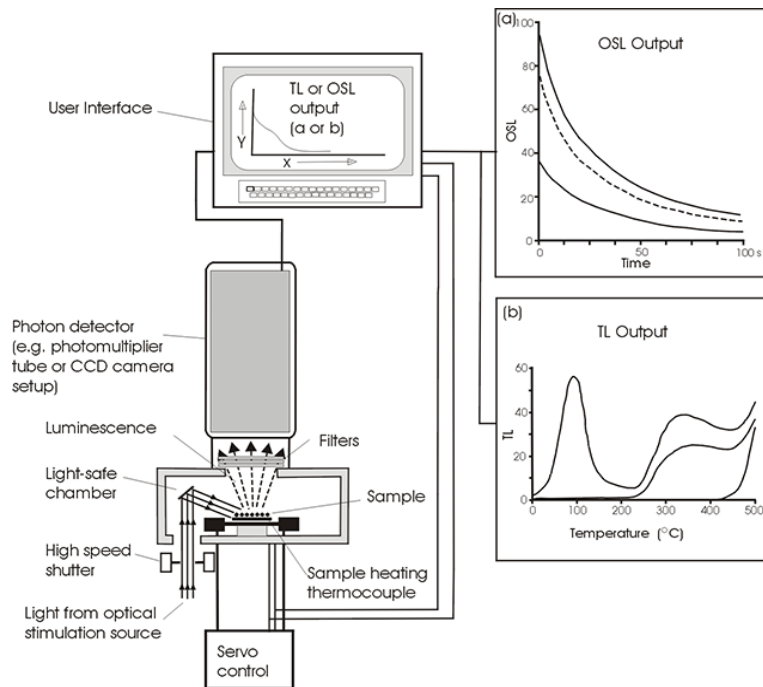 User Interface
TL or OSL
output
(a or b)
Y
X
Photon detector
(e.g. photomultiplier
tube or CCD camera
setup)
Luminescence
Filters
Light-safe
chamber
Sample
High speed
shutter
Sample heating
thermocouple
Light from optical
stimulation source
Servo
control
(a)
OSL Output
100
80
60
40
20
0
OSL
0
50
100 s
Time
(b)
TL Output
60
40
20
0
TL
0
100
200
300
400
500
Temperature (°C)